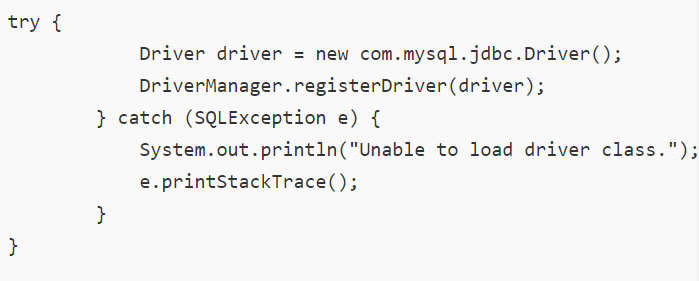 try {
            Driver driver = new com.mysql.jdbc.Driver();
            DriverManager.registerDriver(driver);
        } catch (SQLException e) {
            System.out.println("Unable to load driver class.");
            e.printStackTrace();
        }
}